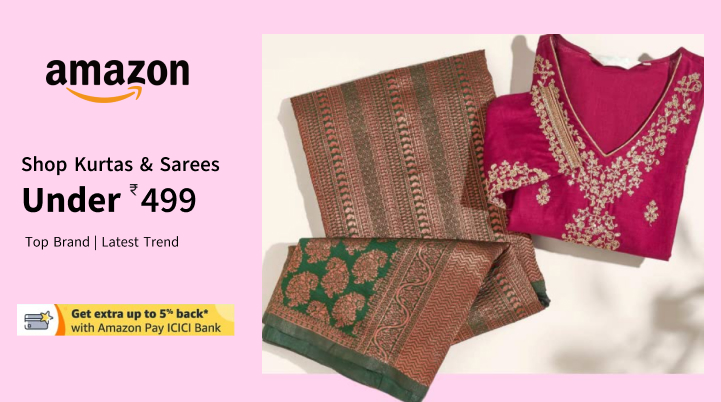 amazon
Shop Kurtas & Sarees
Under ₹499
Top Brand | Latest Trend
Get extra up to 5% back*
with Amazon Pay ICICI Bank